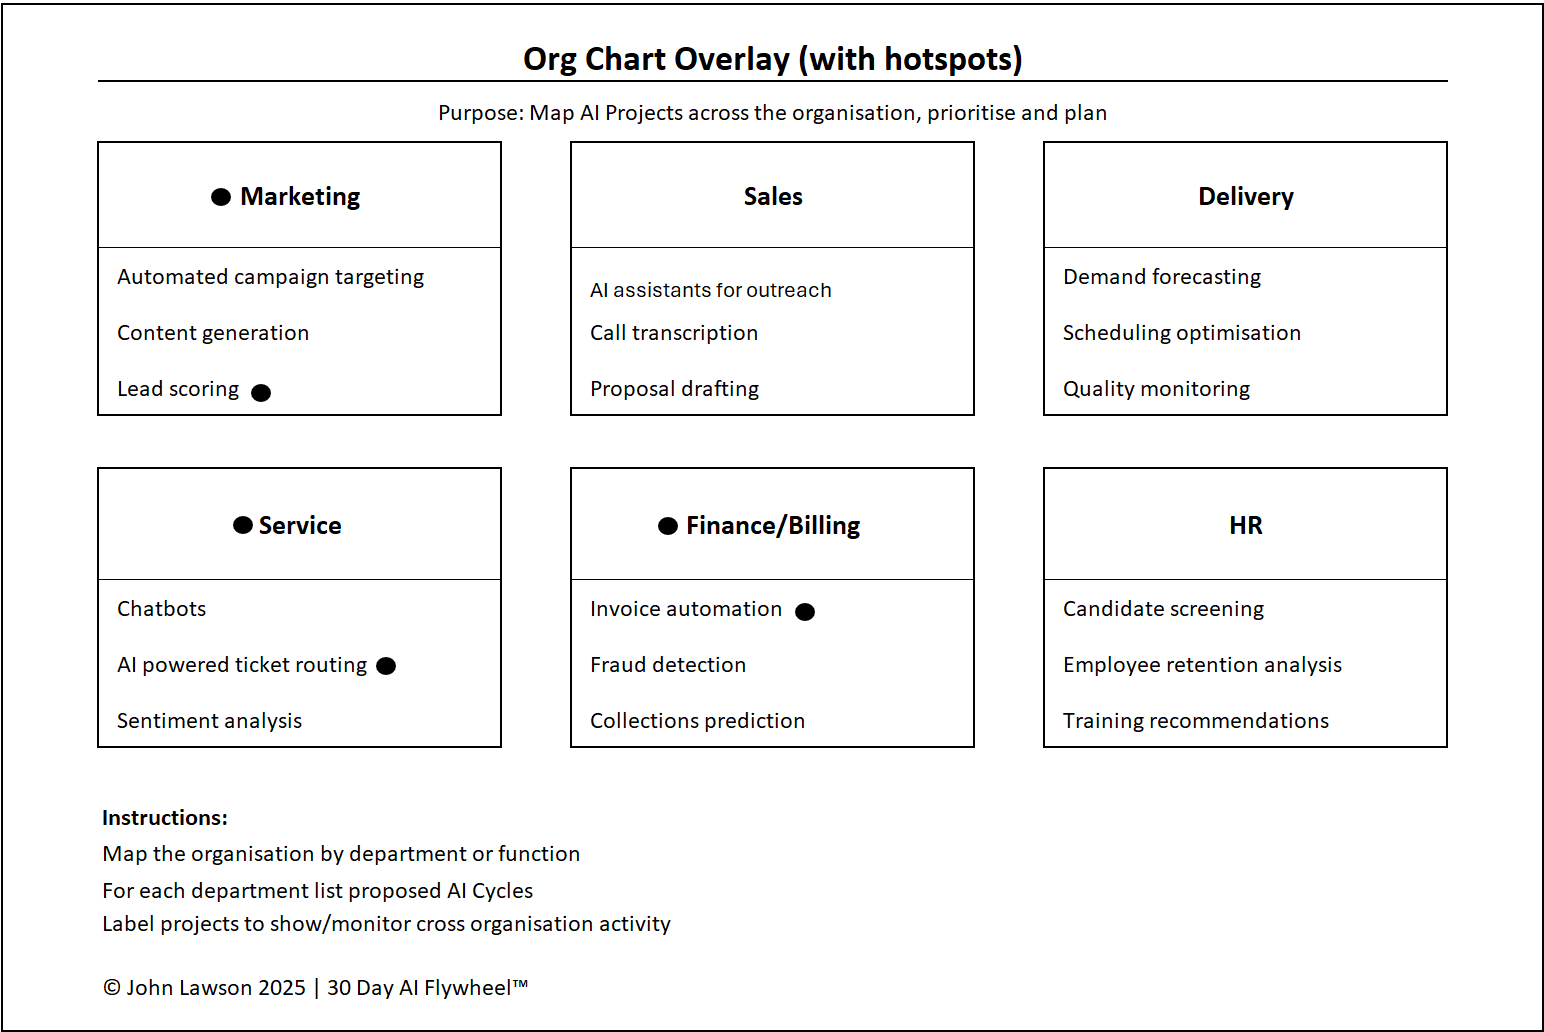 Org Chart Overlay (with hotspots)
Purpose: Map AI Projects across the organisation, prioritise and plan
Marketing
Automated campaign targeting
Content generation
Lead scoring
Sales
AI assistants for outreach
Call transcription
Proposal drafting
Delivery
Demand forecasting
Scheduling optimisation
Quality monitoring
Service
Chatbots
AI powered ticket routing
Sentiment analysis
Finance/Billing
Invoice automation
Fraud detection
Collections prediction
HR
Candidate screening
Employee retention analysis
Training recommendations
Instructions:
Map the organisation by department or function
For each department list proposed AI Cycles
Label projects to show/monitor cross organisation activity
© John Lawson 2025 | 30 Day AI Flywheel™